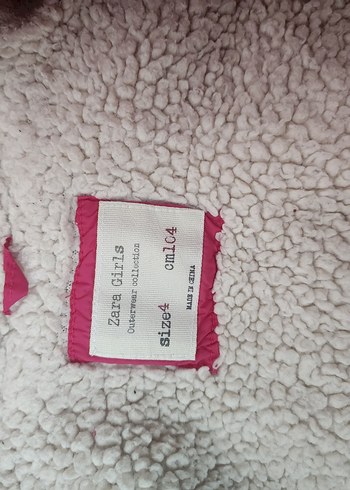 Zara Girls
Outerwear collection
size4 cm104
MADE IN CHINA